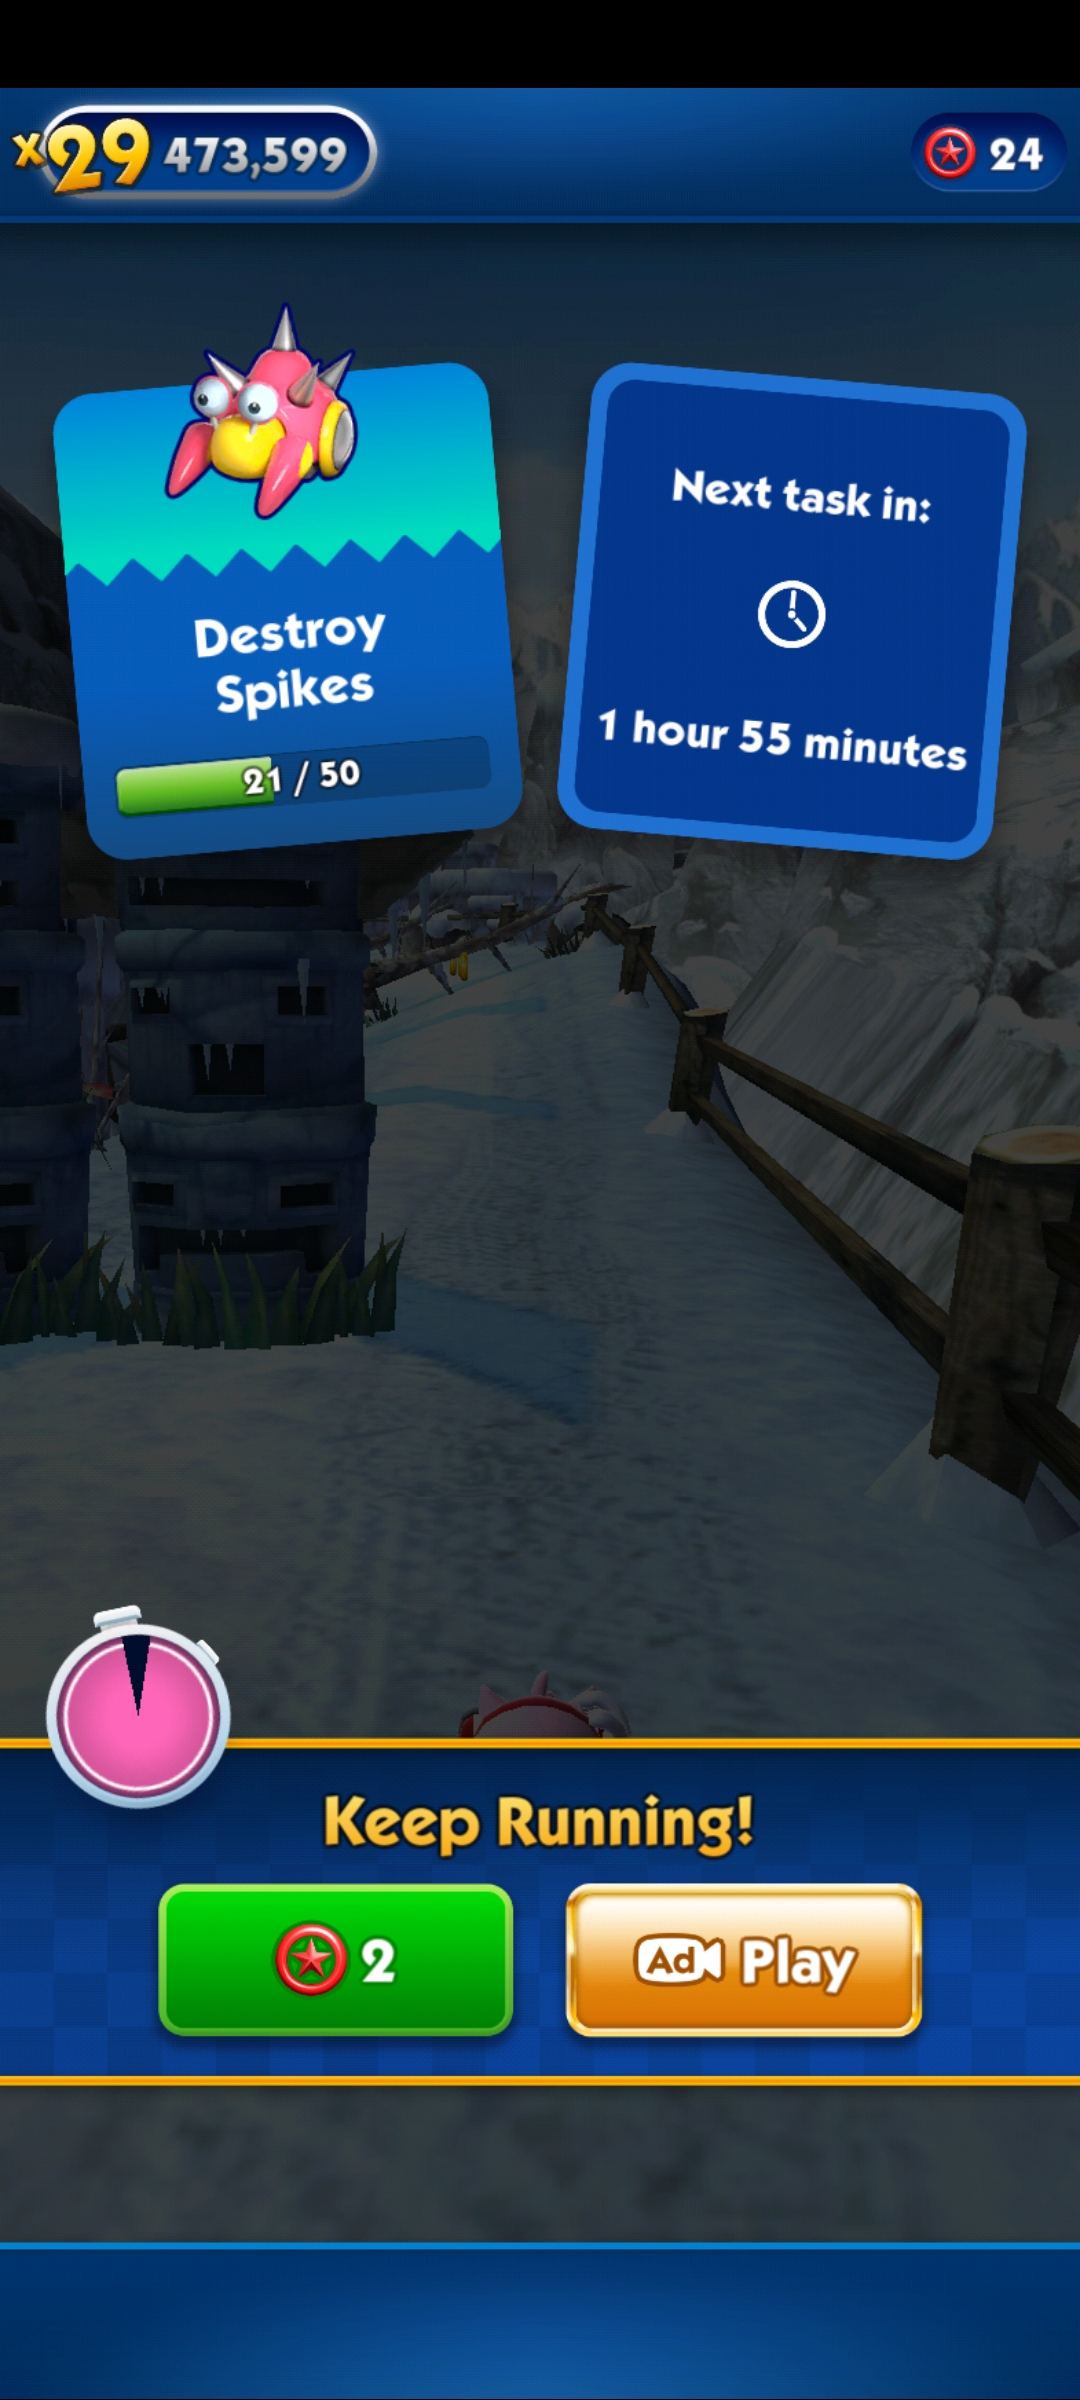 x29 473,599
24
Destroy
Spikes
21 / 50
Next task in:
1 hour 55 minutes
Keep Running!
2
Ad Play